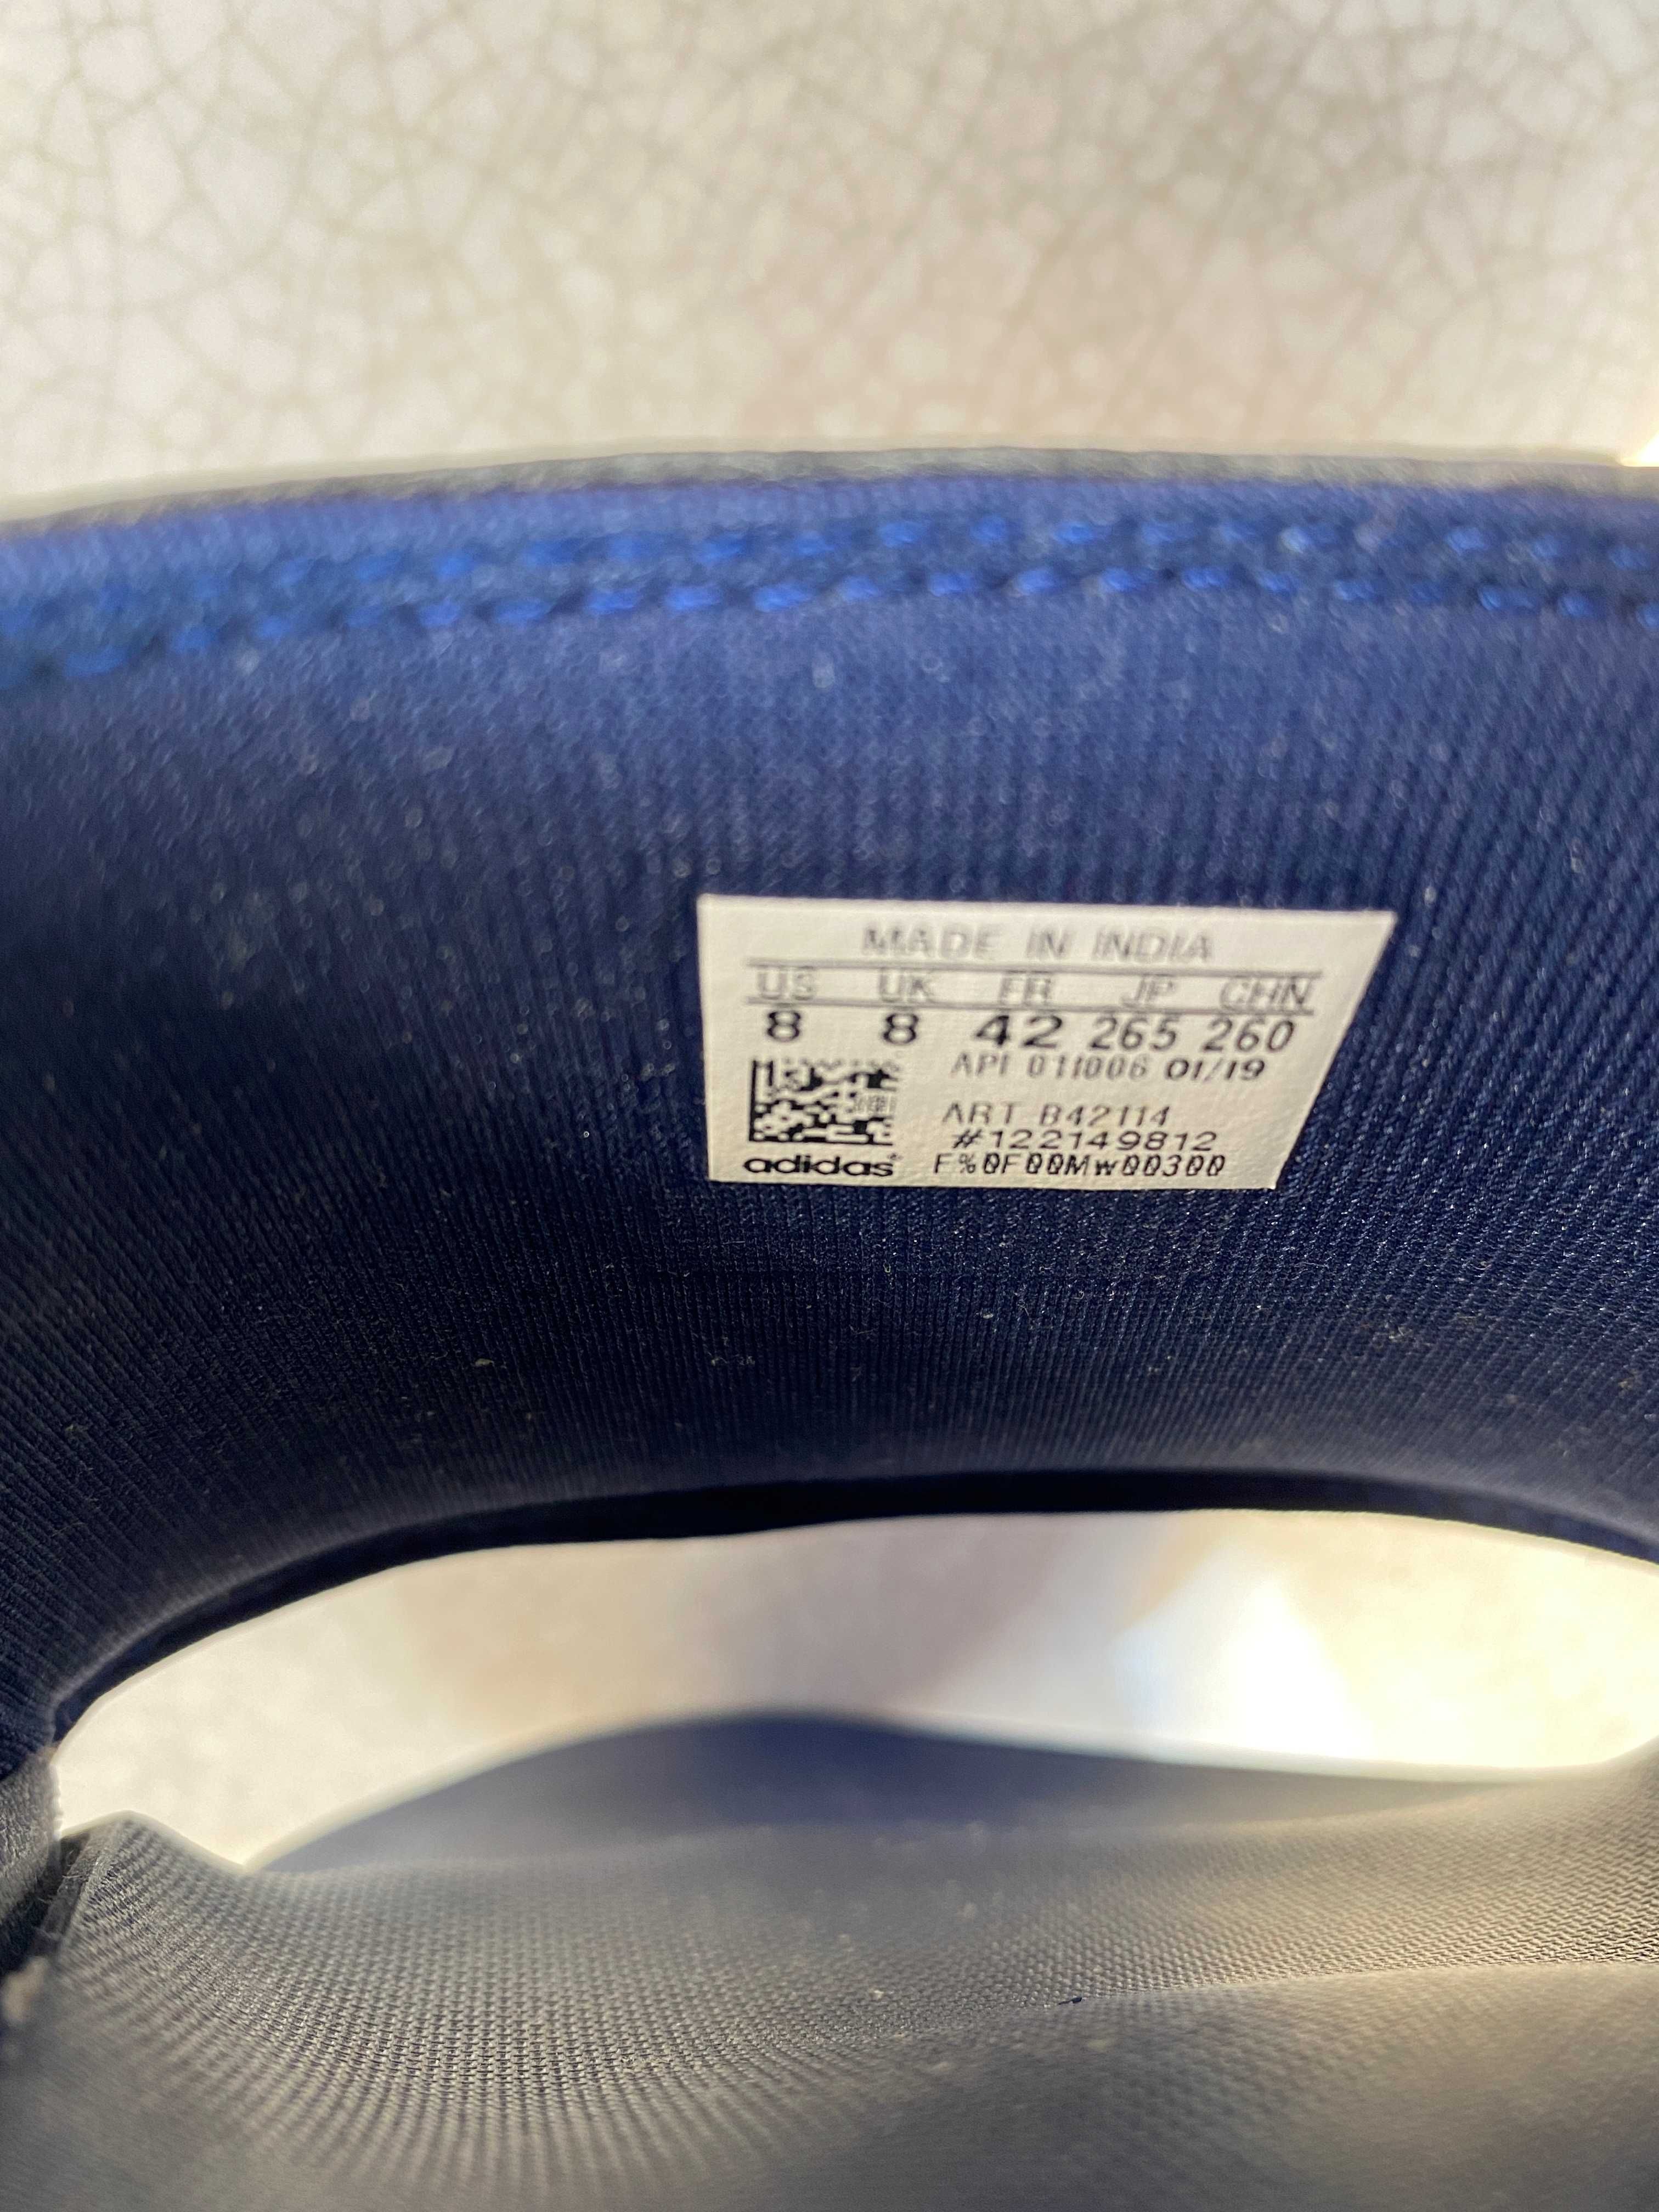 MADE IN INDIA
US UK FR JP CHN
8 8 42 265 260
API 011006 01/19
ART B42114
#122149812
adidas F%0F00Mw00300